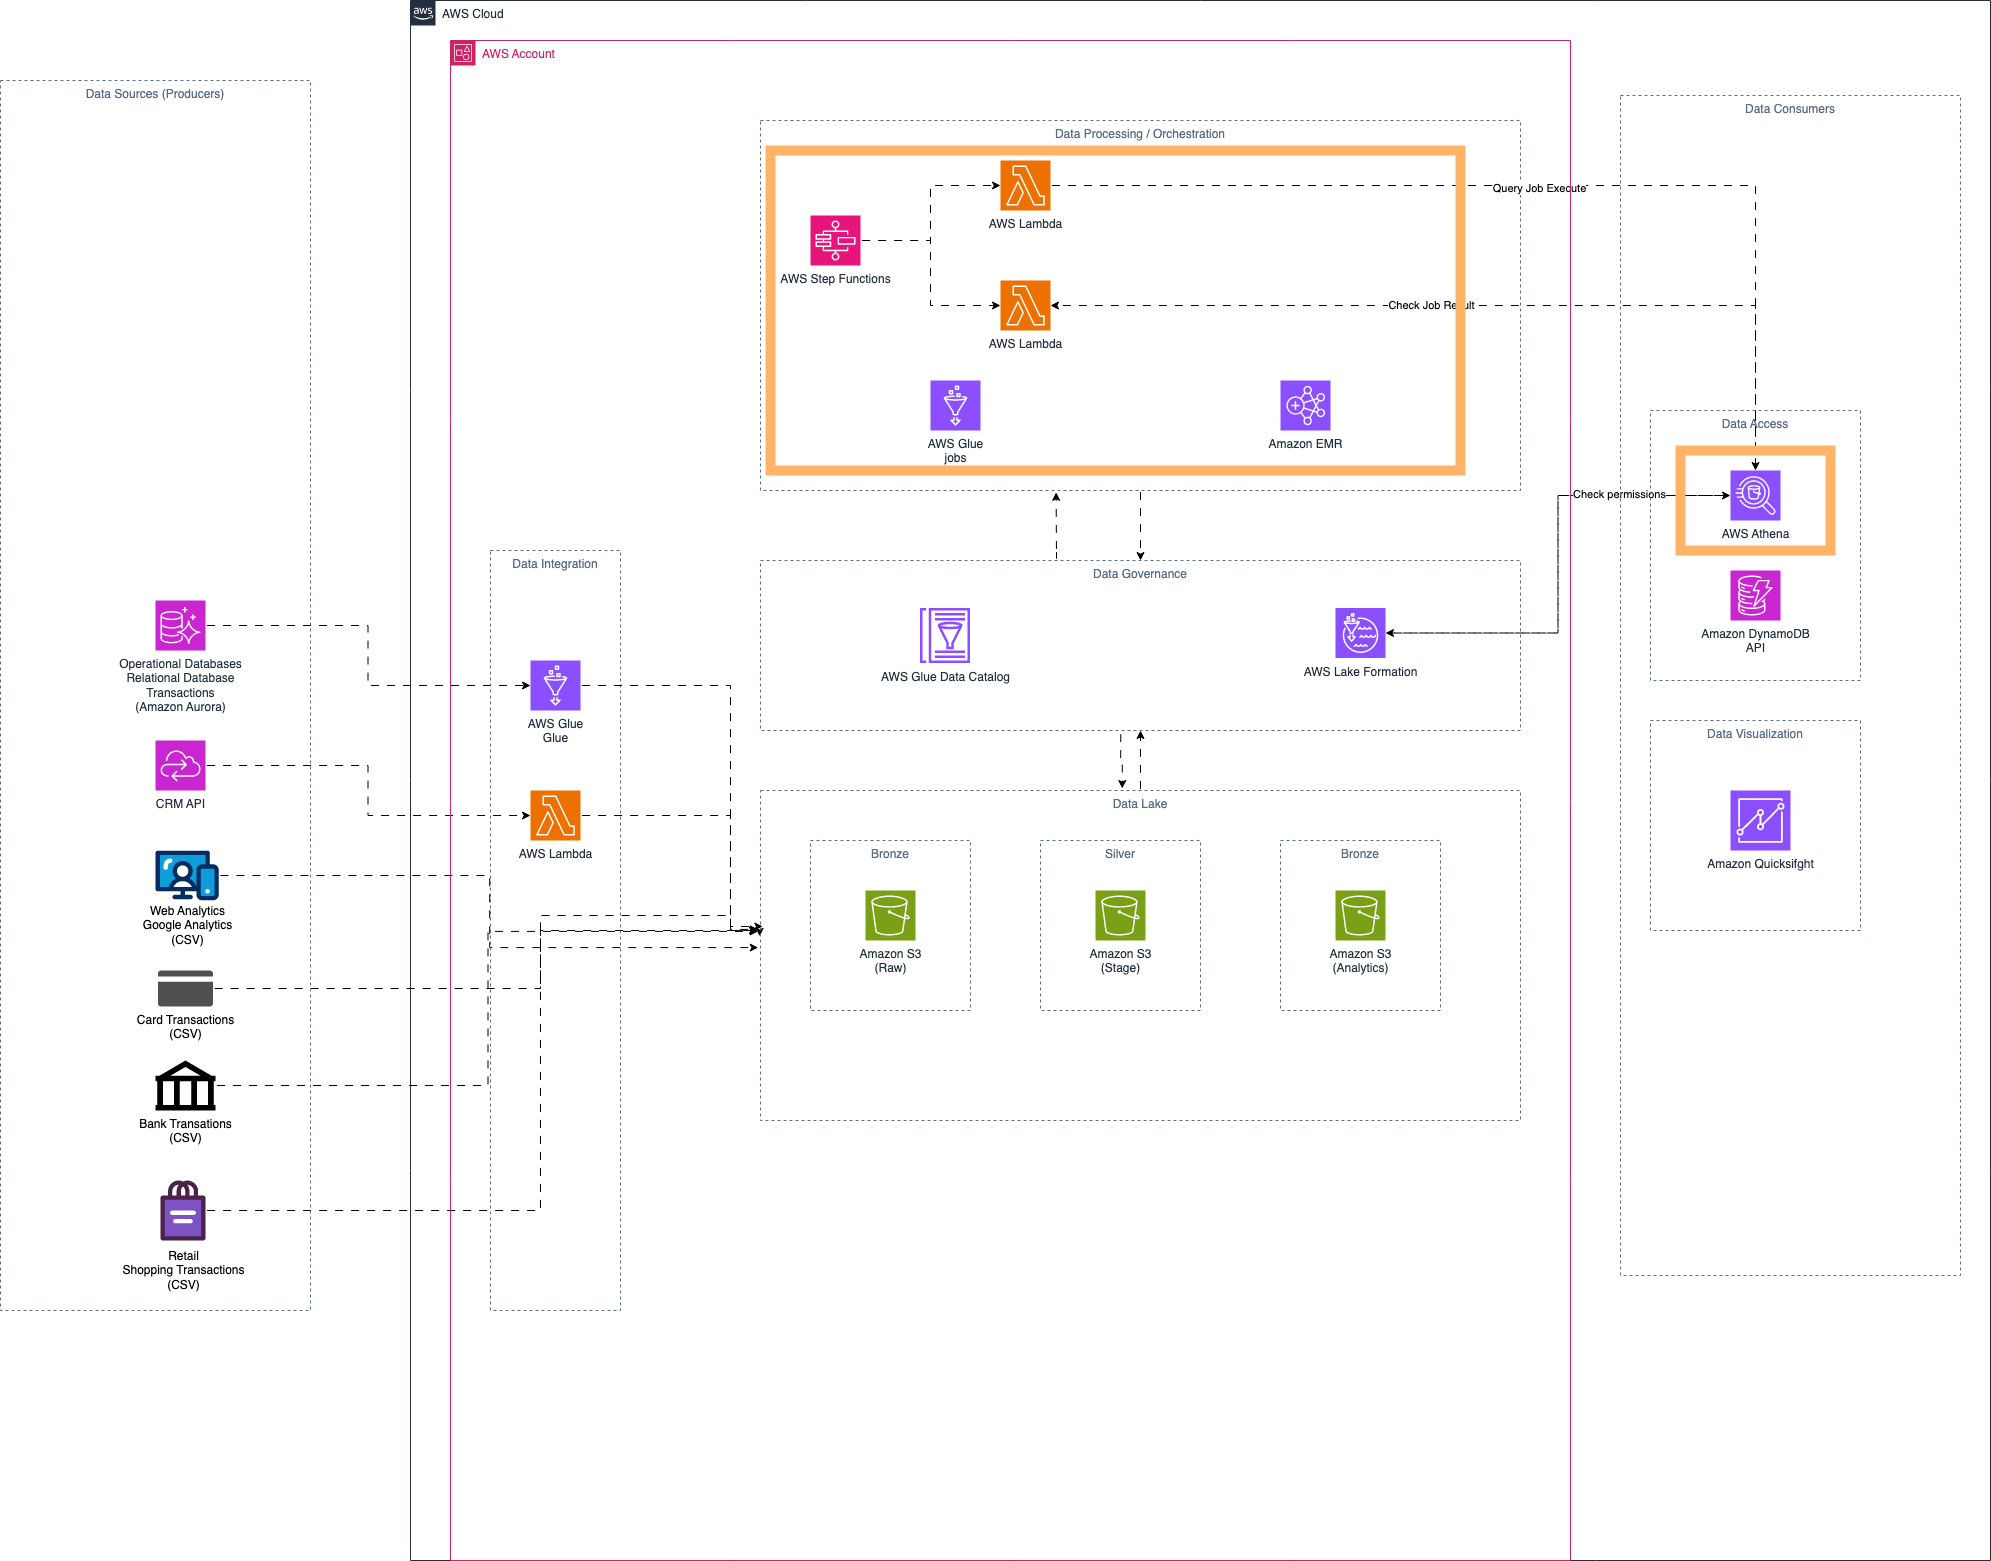 aws
AWS Cloud
AWS Account
Data Sources (Producers)
Operational Databases
Relational Database
Transactions
(Amazon Aurora)
CRM API
Web Analytics
Google Analytics
(CSV)
Card Transactions
(CSV)
Bank Transations
(CSV)
Retail
Shopping Transactions
(CSV)
Data Integration
AWS Glue
Glue
AWS Lambda
Data Processing / Orchestration
AWS Lambda
AWS Step Functions
AWS Lambda
AWS Glue
jobs
Amazon EMR
Query Job Execute
Check Job Result
Data Governance
AWS Glue Data Catalog
AWS Lake Formation
Check permissions
Data Lake
Bronze
Amazon S3
(Raw)
Silver
Amazon S3
(Stage)
Bronze
Amazon S3
(Analytics)
Data Consumers
Data Access
AWS Athena
Amazon DynamoDB
API
Data Visualization
Amazon Quicksifght